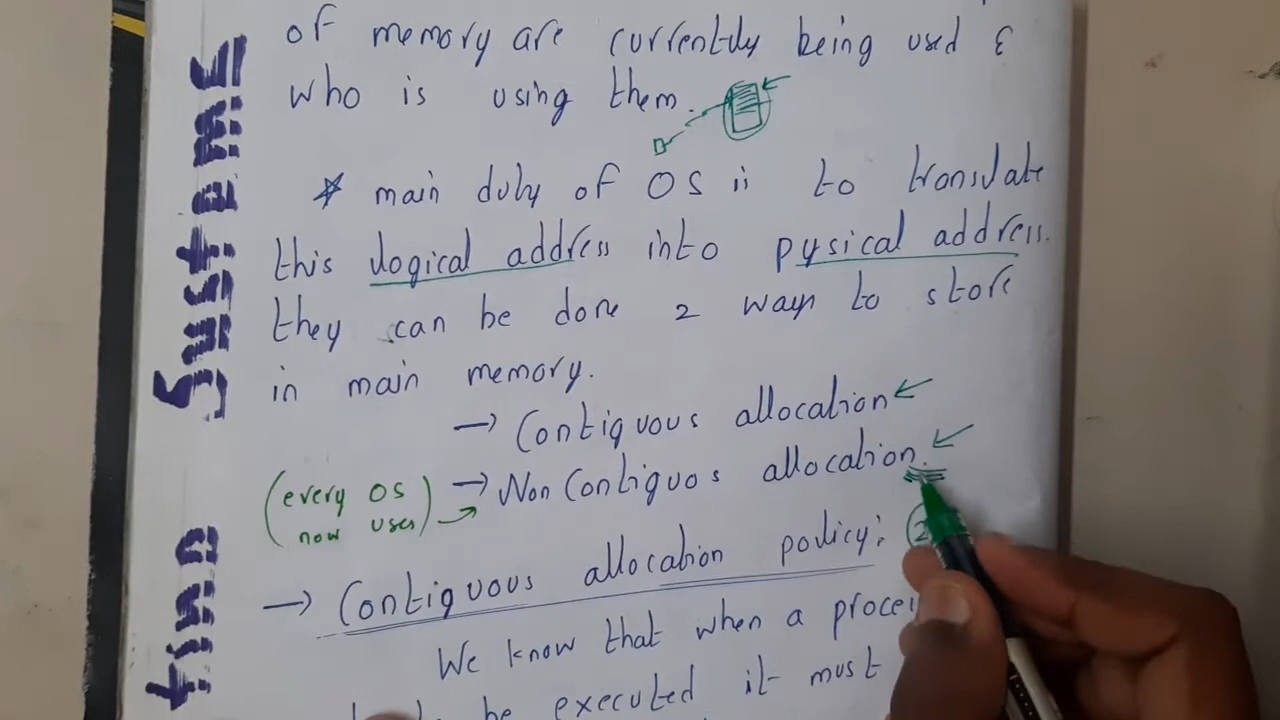 of memory are currently being used &
who is using them.
* main duty of OS is to translate
this logical address into pysical address.
they can be done 2 ways to store
in main memory.
→ Contiguous allocation
(every OS now uses) → Non Contiguos allocation.
→ Contiguous allocation policy:
We know that when a
be executed it must